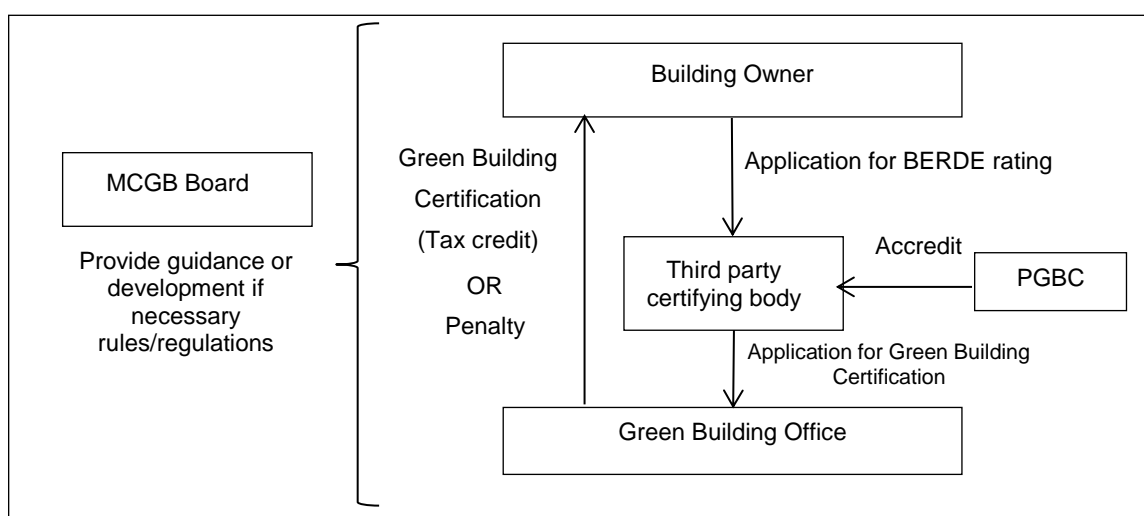 MCGB Board
Provide guidance or
development if
necessary
rules/regulations
Building Owner
Green Building
Certification
(Tax credit)
OR
Penalty
Application for BERDE rating
Third party
certifying body
Accredit
PGBC
Application for Green Building
Certification
Green Building Office